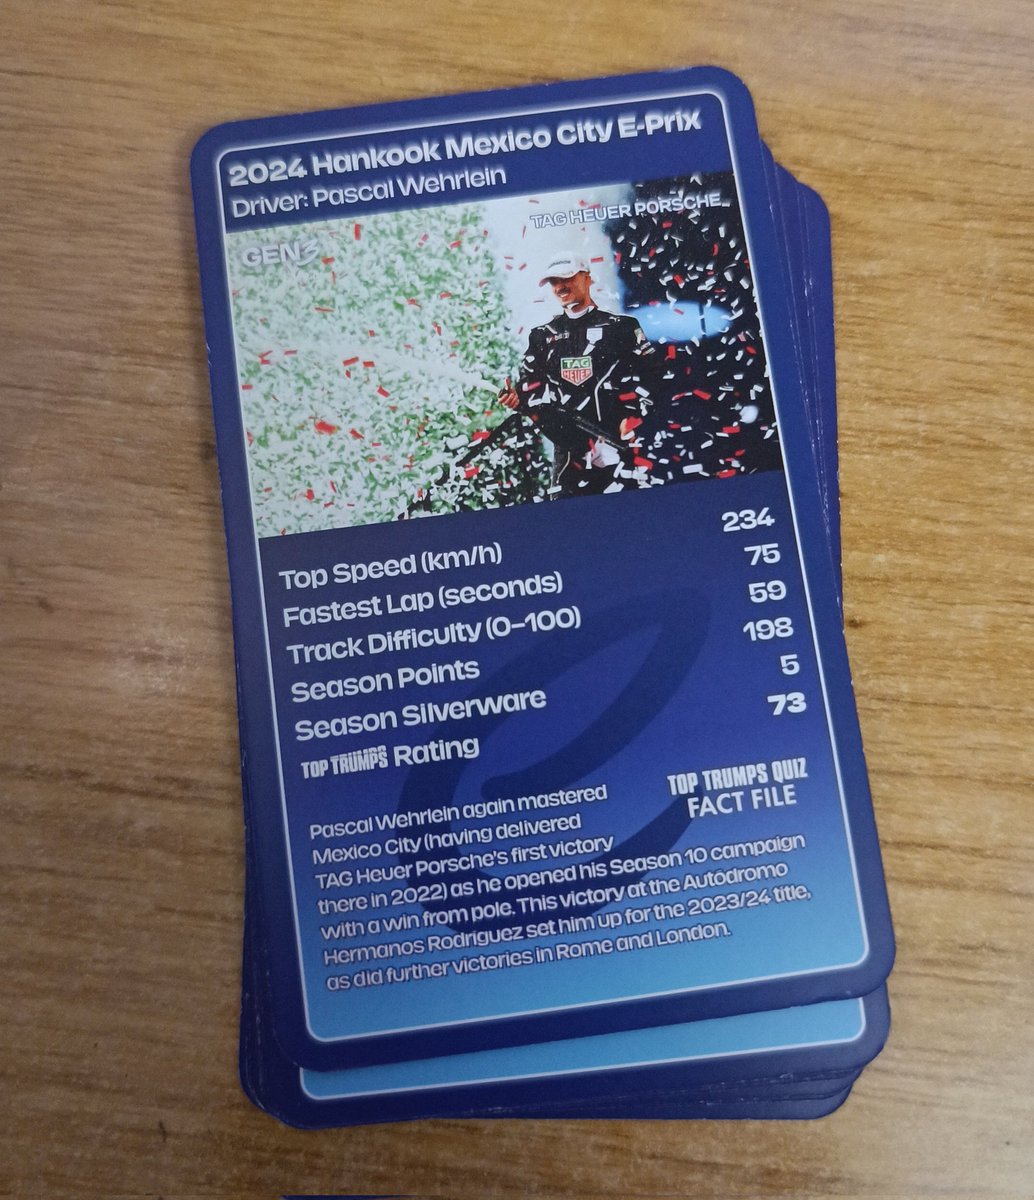 2024 Hankook Mexico City E-Prix
Driver: Pascal Wehrlein
TAG HEUER PORSCHE
GEN3
TAG
HEUER
Top Speed (km/h) 234
Fastest Lap (seconds) 75
Track Difficulty (0-100) 59
Season Points 198
Season Silverware 5
TOP TRUMPS Rating 73
TOP TRUMPS QUIZ
FACT FILE
Pascal Wehrlein again mastered
Mexico City (having delivered
TAG Heuer Porsche's first victory
there in 2022) as he opened his Season 10 campaign
with a win from pole. This victory at the Autódromo
Hermanos Rodriguez set him up for the 2023/24 title,
as did further victories in Rome and London.